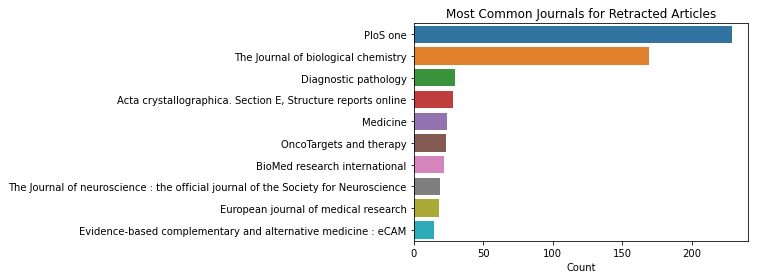 Most Common Journals for Retracted Articles
PloS one
The Journal of biological chemistry
Diagnostic pathology
Acta crystallographica. Section E, Structure reports online
Medicine
OncoTargets and therapy
BioMed research international
The Journal of neuroscience : the official journal of the Society for Neuroscience
European journal of medical research
Evidence-based complementary and alternative medicine : eCAM
0 50 100 150 200
Count